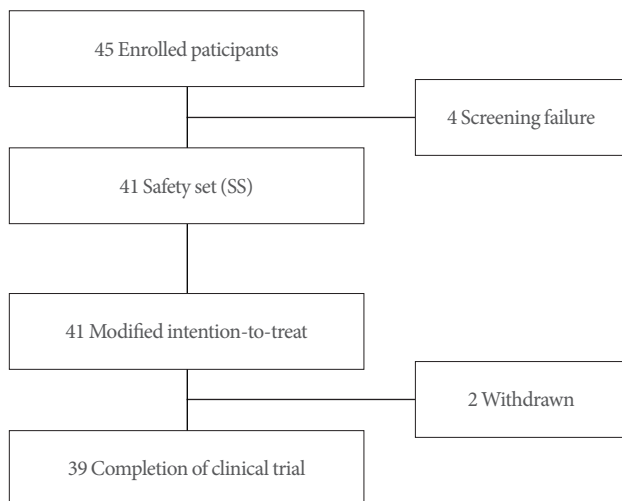 45 Enrolled paticipants
4 Screening failure
41 Safety set (SS)
41 Modified intention-to-treat
2 Withdrawn
39 Completion of clinical trial